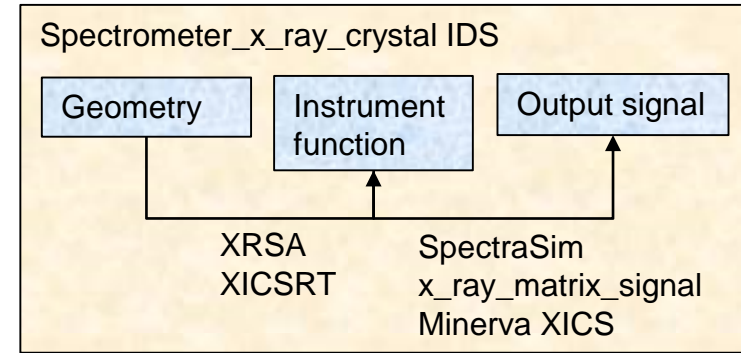 Spectrometer_x_ray_crystal IDS
Geometry
Instrument
function
Output signal
XRSA
XICSRT
SpectraSim
x_ray_matrix_signal
Minerva XICS